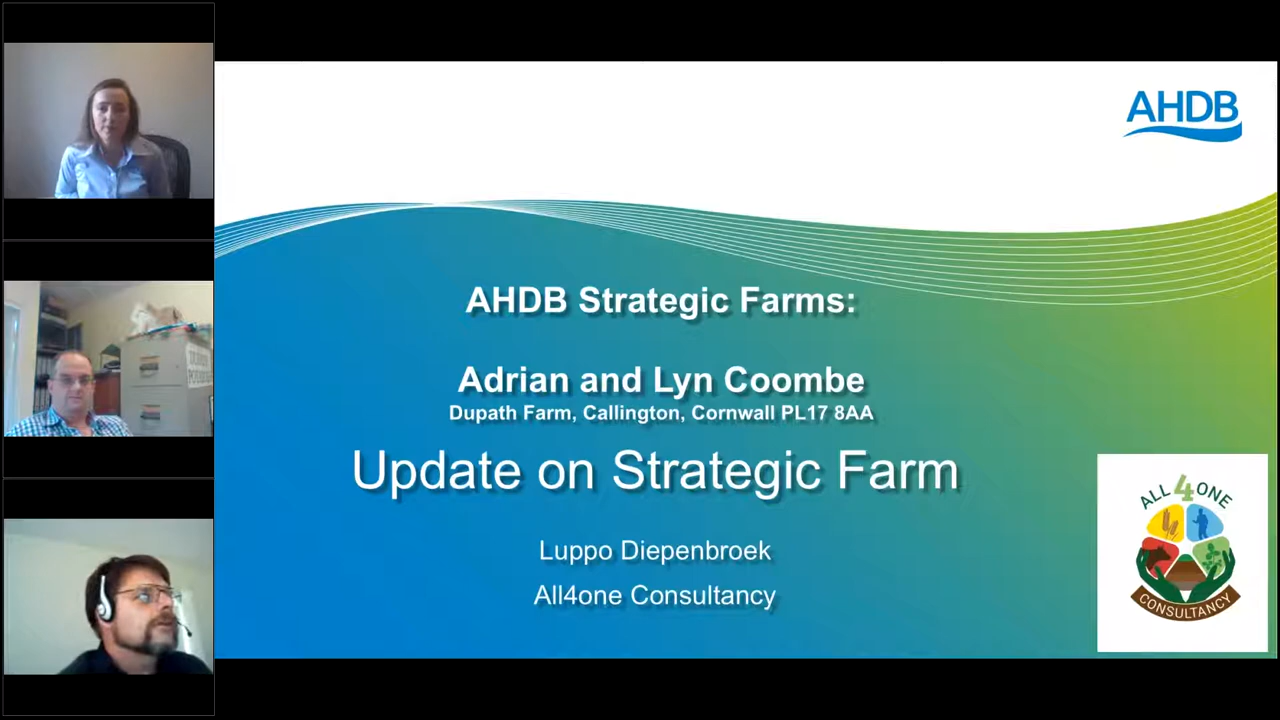 AHDB
AHDB Strategic Farms:
Adrian and Lyn Coombe
Dupath Farm, Callington, Cornwall PL17 8AA
Update on Strategic Farm
Luppo Diepenbroek
All4one Consultancy
ALL 4 ONE
CONSULTANCY